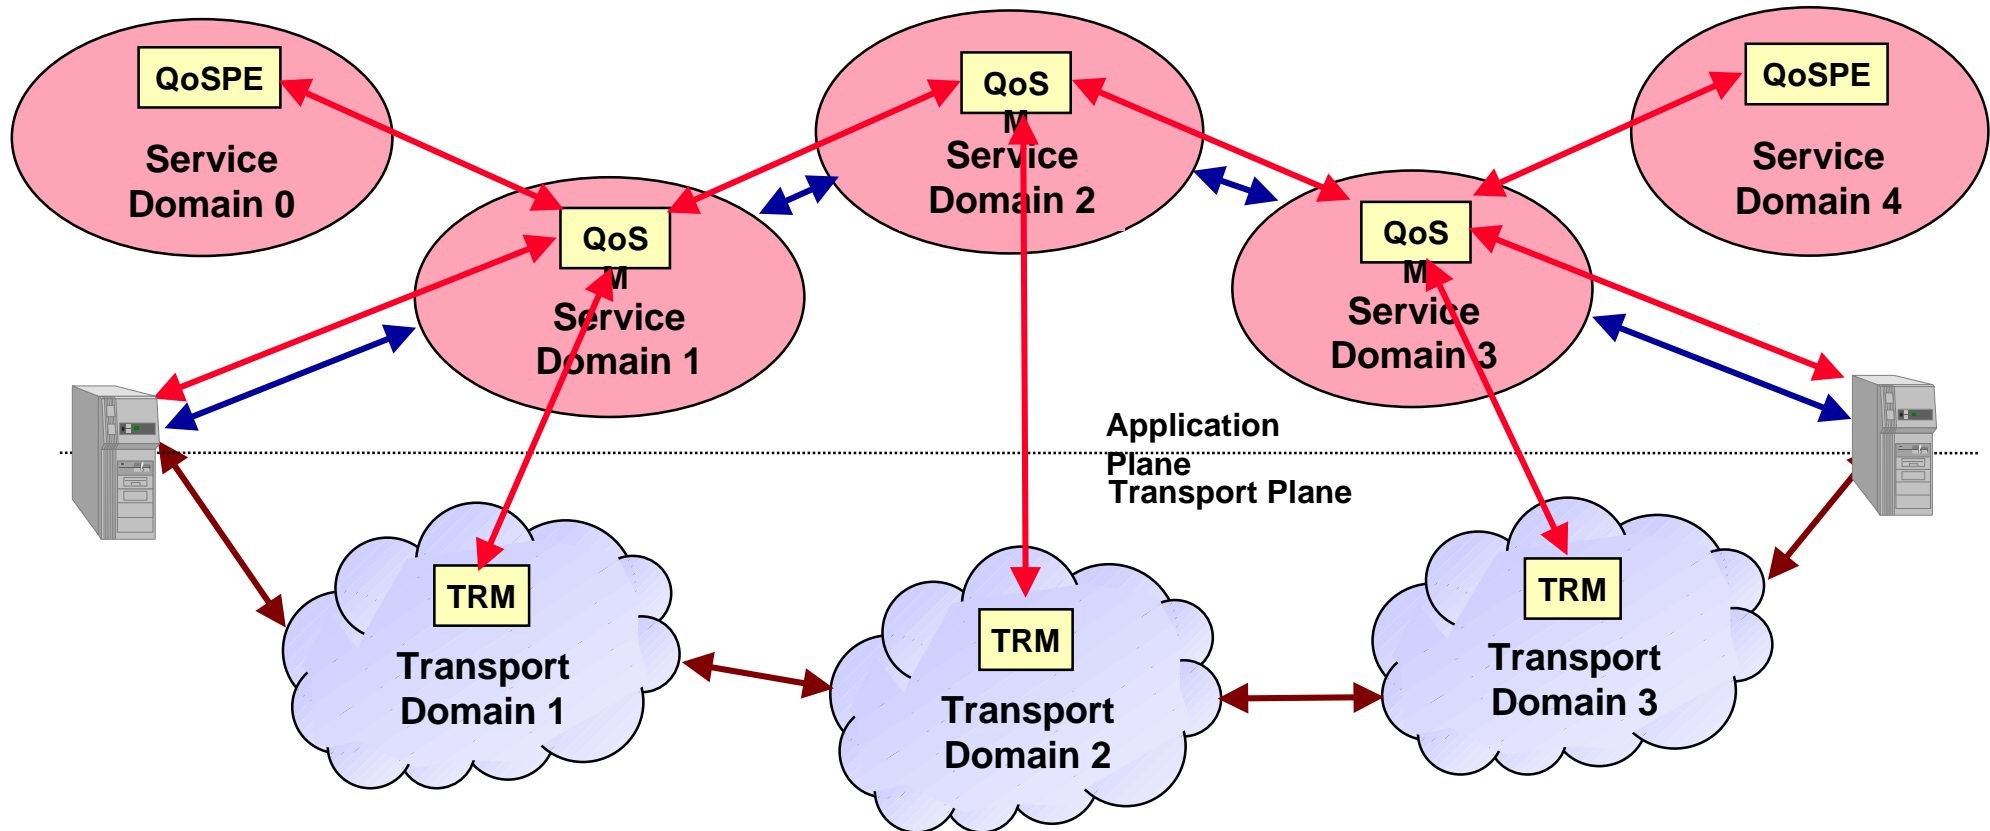 QoSPE
Service
Domain 0
QoS
M
Service
Domain 1
QoS
M
Service
Domain 2
QoS
M
Service
Domain 3
QoSPE
Service
Domain 4
Application
Plane
Transport Plane
TRM
Transport
Domain 1
TRM
Transport
Domain 2
TRM
Transport
Domain 3